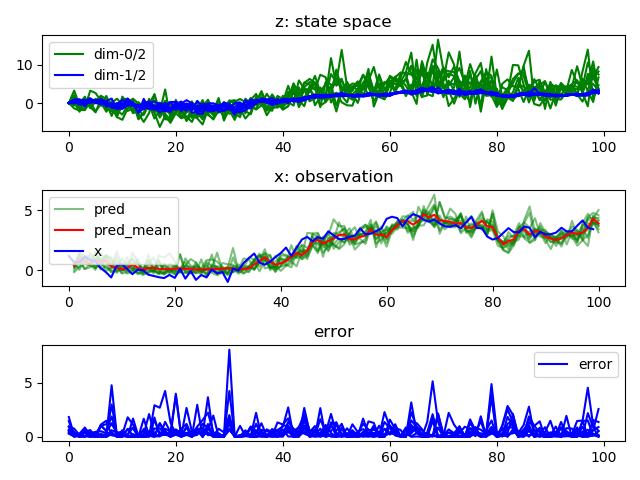 z: state space
dim-0/2
dim-1/2
10
0
0 20 40 60 80 100
x: observation
pred
pred_mean
x
5
0
0 20 40 60 80 100
error
error
5
0
0 20 40 60 80 100